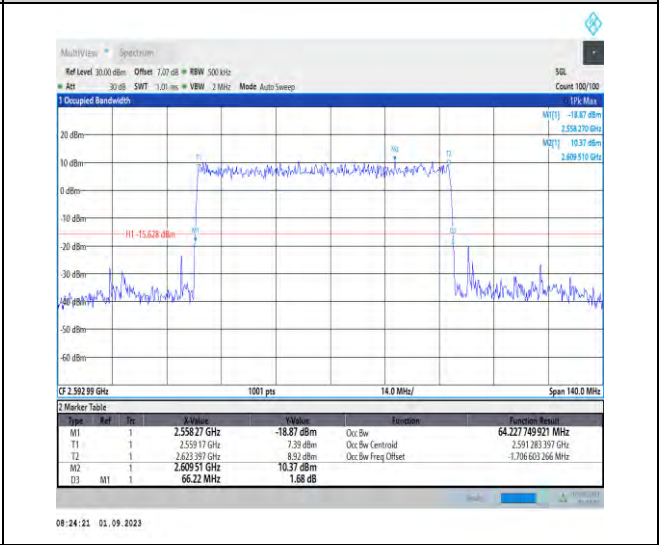 MultiView Spectrum
Ref Level 30.00 dBm Offset 7.07 dB RBW 500 kHz SGL
Att 30 dB SWT 1.01 ms VBW 2 MHz Mode Auto Sweep Count 100/100
1 Occupied Bandwidth 1Pk Max
M1[1] -18.87 dBm
2.558 270 GHz
M2[1] 10.37 dBm
2.609 510 GHz
20 dBm
M2
T1
T2
10 dBm
0 dBm
-10 dBm
M1
D3
H1 -15.628 dBm
-20 dBm
-30 dBm
-40 dBm
-50 dBm
-60 dBm
CF 2.592 99 GHz 1001 pts 14.0 MHz/ Span 140.0 MHz
2 Marker Table
Type Ref Trc X-Value Y-Value Function Function Result
M1 1 2.558 27 GHz -18.87 dBm Occ Bw 64.227 749 921 MHz
T1 1 2.559 17 GHz 7.39 dBm Occ Bw Centroid 2.591 283 397 GHz
T2 1 2.623 397 GHz 8.92 dBm Occ Bw Freq Offset -1.706 603 266 MHz
M2 1 2.609 51 GHz 10.37 dBm
D3 M1 1 66.22 MHz 1.68 dB
08:24:21 01.09.2023